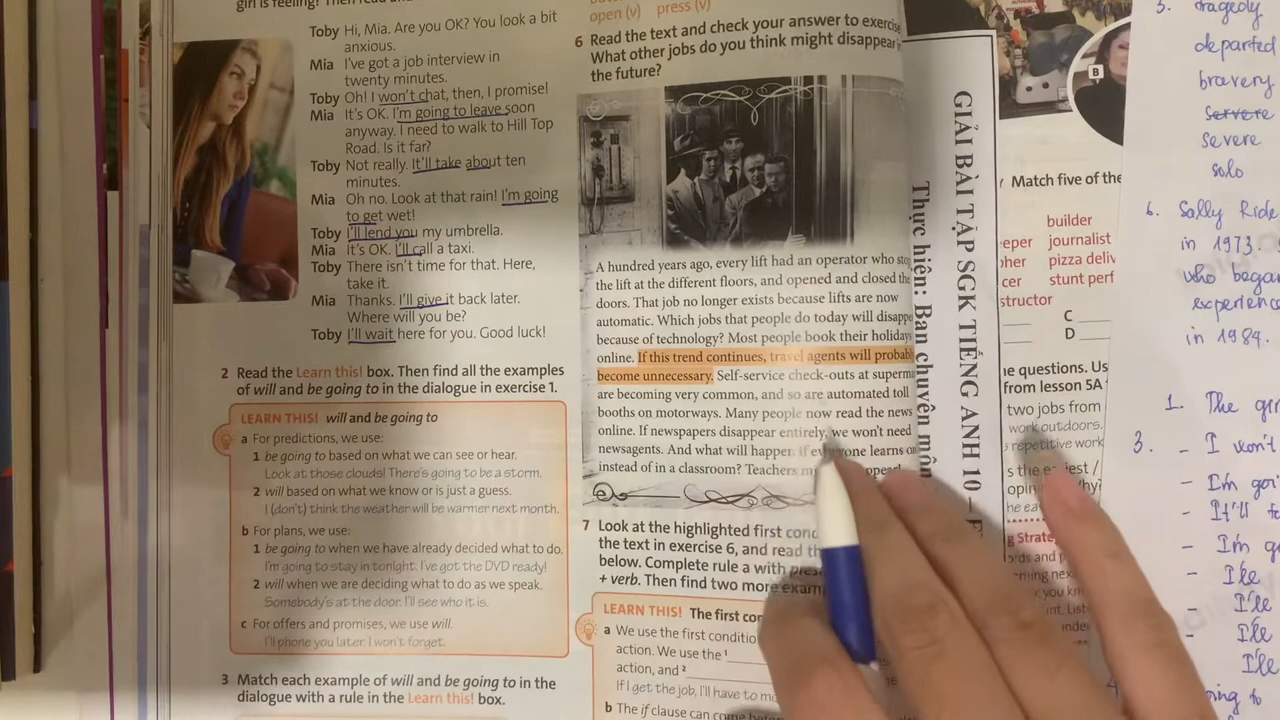 girl is feeling? Then read
Toby Hi, Mia. Are you OK? You look a bit
anxious.
Mia I've got a job interview in
twenty minutes.
Toby Oh! I won't chat, then, I promise!
Mia It's OK. I'm going to leave soon
anyway. I need to walk to Hill Top
Road. Is it far?
Toby Not really. It'll take about ten
minutes.
Mia Oh no. Look at that rain! I'm going
to get wet!
Toby I'll lend you my umbrella.
Mia It's OK. I'll call a taxi.
Toby There isn't time for that. Here,
take it.
Mia Thanks. I'll give it back later.
Where will you be?
Toby I'll wait here for you. Good luck!
2 Read the Learn this! box. Then find all the examples
of will and be going to in the dialogue in exercise 1.
LEARN THIS! will and be going to
a For predictions, we use:
1 be going to based on what we can see or hear.
Look at those clouds! There's going to be a storm.
2 will based on what we know or is just a guess.
I (don't) think the weather will be warmer next month.
b For plans, we use:
1 be going to when we have already decided what to do.
I'm going to stay in tonight. I've got the DVD ready!
2 will when we are deciding what to do as we speak.
Somebody's at the door. I'll see who it is.
c For offers and promises, we use will.
I'll phone you later. I won't forget.
3 Match each example of will and be going to in the
dialogue with a rule in the Learn this! box.
open (v) press (v)
6 Read the text and check your answer to exercise
What other jobs do you think might disappear
the future?
A hundred years ago, every lift had an operator who
the lift at the different floors, and opened and closed the
doors. That job no longer exists because lifts are now
automatic. Which jobs that people do today will
because of technology? Most people book their
online. If this trend continues, travel agents will
become unnecessary. Self-service check-outs at
are becoming very common, and so are automated toll
booths on motorways. Many people now read the news
online. If newspapers disappear entirely, we won't need
newsagents. And what will happen if everyone learns
instead of in a classroom? Teachers
7 Look at the highlighted first
the text in exercise 6, and read
below. Complete rule a with
+ verb. Then find two more
LEARN THIS! The first
a We use the first
action. We use the 1
action, and 2
If I get the job, I'll have to
b The if clause can come
GIẢI BÀI TẬP SGK TIẾNG ANH 10 –
Thực hiện: Ban chuyên môn
B
Match five of the
builder
journalist
pizza
stunt
C
D
questions. Us
from lesson 5A
two jobs from
work outdoors.
repetitive work
5. tragedy
departed
bravery
severe
solo
6. Sally Ride
in 1973.
who began
in 1984.
1. The
3. - I won't
- I'm
- It'll
- I'm
- I'll
- I'll
- I'll
I'll